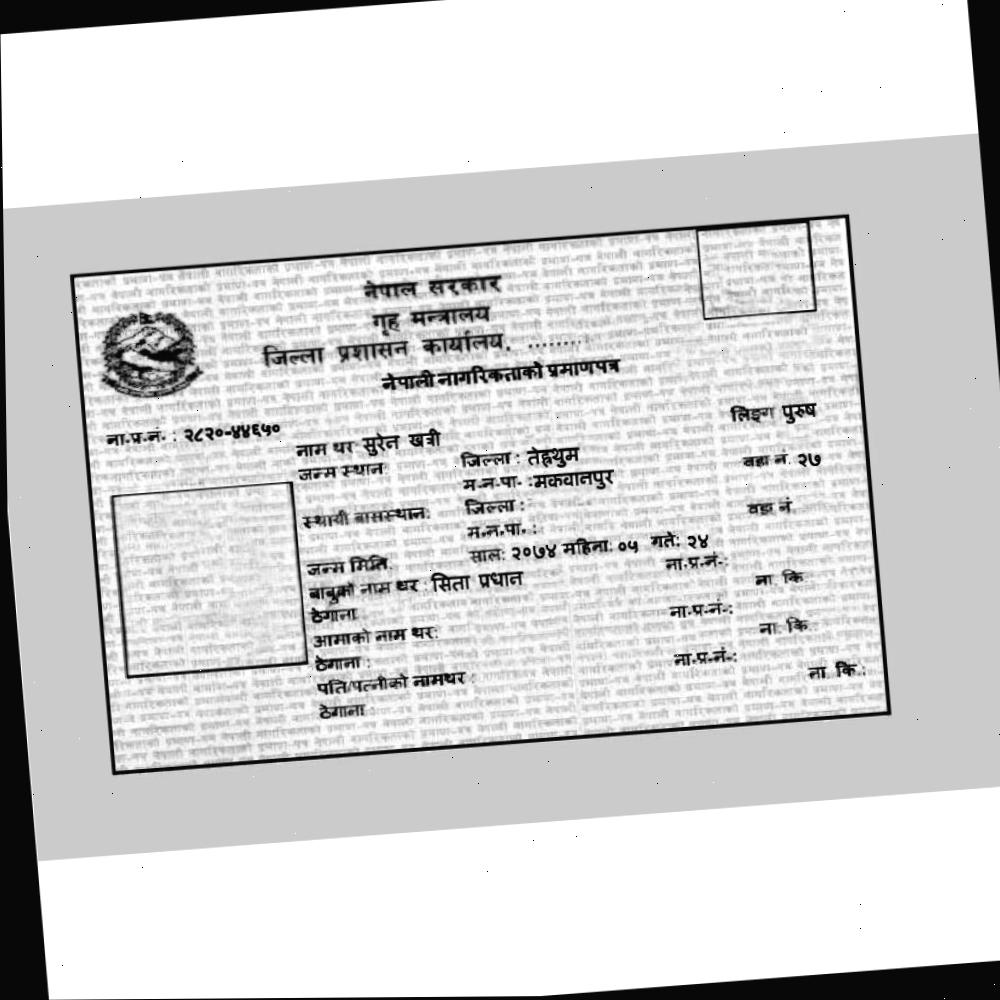 नेपाल सरकार
गृह मन्त्रालय
जिल्ला प्रशासन कार्यालय, ........
नेपाली नागरिकताको प्रमाणपत्र
ना.प्र.नं. : २८२०-४४६५०
लिङ्ग पुरुष
नाम थर सुरेन खत्री
जन्म स्थान: जिल्ला : तेह्रथुम वडा नं. २७
म.न.पा. :मकवानपुर
स्थायी बासस्थान: जिल्ला : वडा नं.
म.न.पा. :
जन्म मिति: साल: २०७४ महिना: ०५ गते: २४
बाबुको नाम थर : सिता प्रधान ना.प्र.नं.:
ठेगाना ना. कि.:
आमाको नाम थर: ना.प्र.नं.:
ठेगाना : ना. कि.:
पति/पत्नीको नामथर : ना.प्र.नं.:
ठेगाना : ना. कि.: